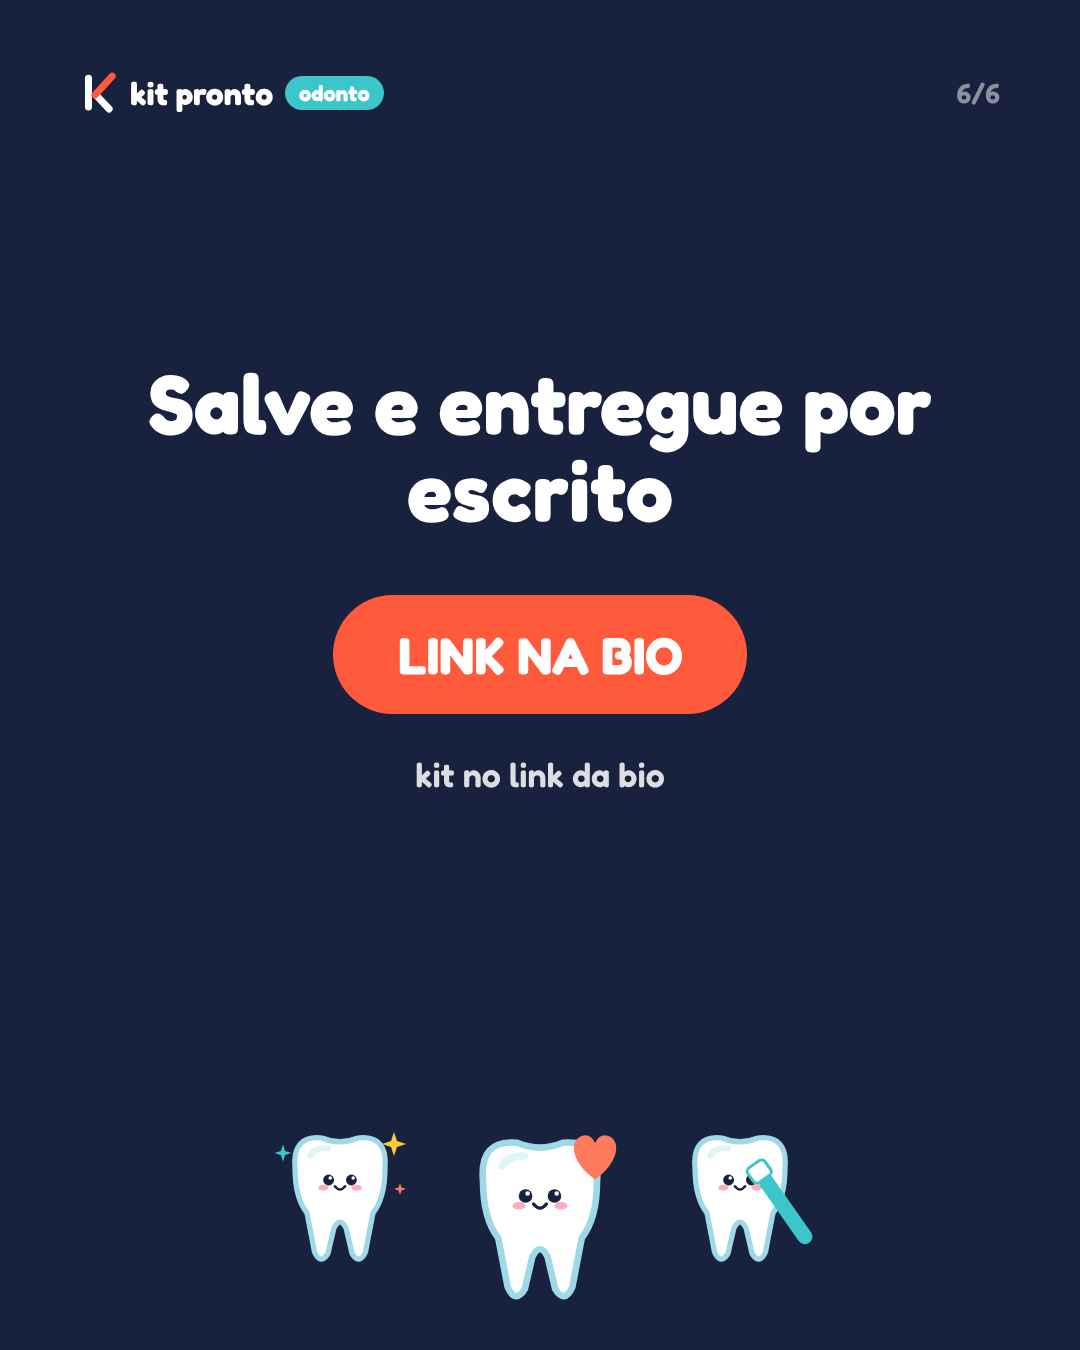 kit pronto odonto
6/6
Salve e entregue por
escrito
LINK NA BIO
kit no link da bio